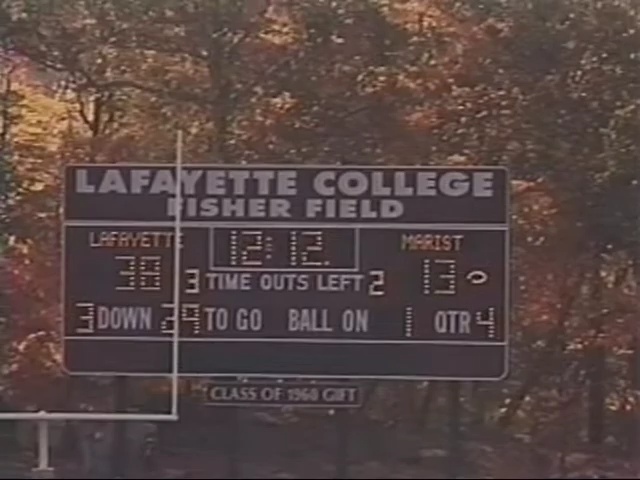 LAFAYETTE COLLEGE
FISHER FIELD
LAFAYETTE 12:12 MARIST
38 3 TIME OUTS LEFT 2 13
3 DOWN 29 TO GO BALL ON 1 QTR 4
CLASS OF 1960 GIFT